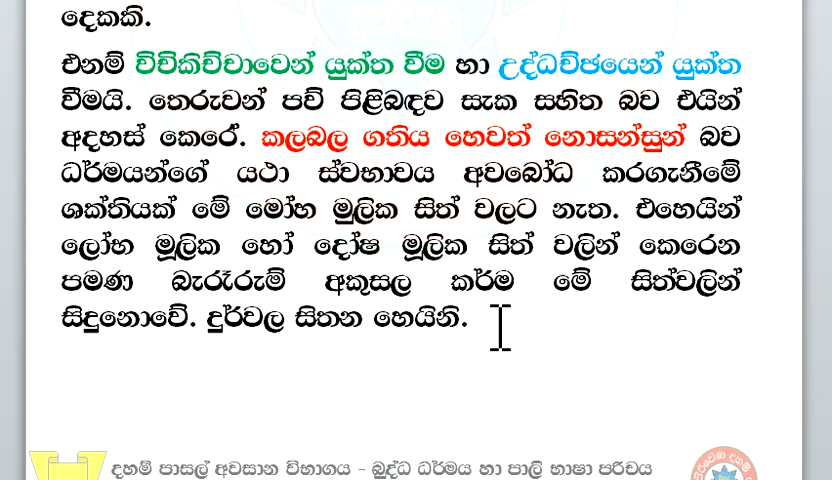 දෙකකි.
එනම් විචිකිච්චාවෙන් යුක්ත වීම හා උද්ධච්ඡයෙන් යුක්ත
වීමයි. තෙරුවන් පව් පිළිබඳව සැක සහිත බව එයින්
අදහස් කෙරේ. කලබල ගතිය හෙවත් නොසන්සුන් බව
ධර්මයන්ගේ යථා ස්වභාවය අවබෝධ කරගැනීමේ
ශක්තියක් මේ මෝහ මුලික සිත් වලට නැත. එහෙයින්
ලෝභ මූලික හෝ දෝෂ මූලික සිත් වලින් කෙරෙන
පමණ බැරෑරුම් අකුසල කර්ම මේ සිත්වලින්
සිදුනොවේ. දුර්වල සිතන හෙයිනි.
දහම් පාසල් අවසාන විභාගය - බුද්ධ ධර්මය හා පාලි භාෂා පරිචය